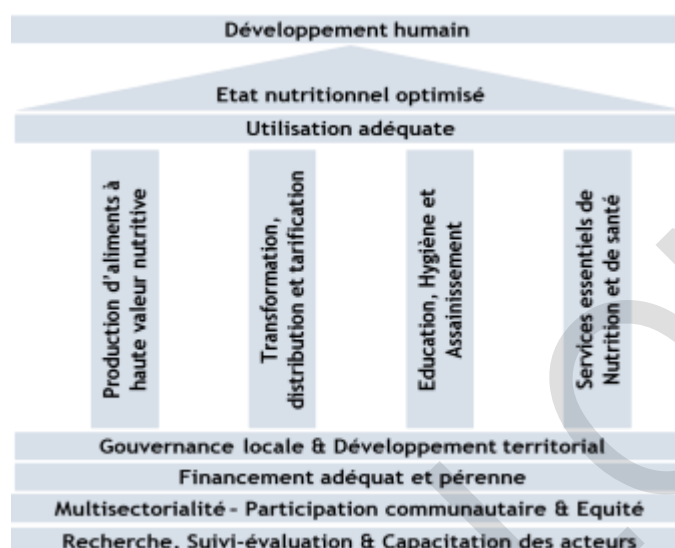 Développement humain
Etat nutritionnel optimisé
Utilisation adéquate
Production d'aliments à
haute valeur nutritive
Transformation,
distribution et tarification
Education, Hygiène et
Assainissement
Services essentiels de
Nutrition et de santé
Gouvernance locale & Développement territorial
Financement adéquat et pérenne
Multisectorialité - Participation communautaire & Equité
Recherche, Suivi-évaluation & Capacitation des acteurs